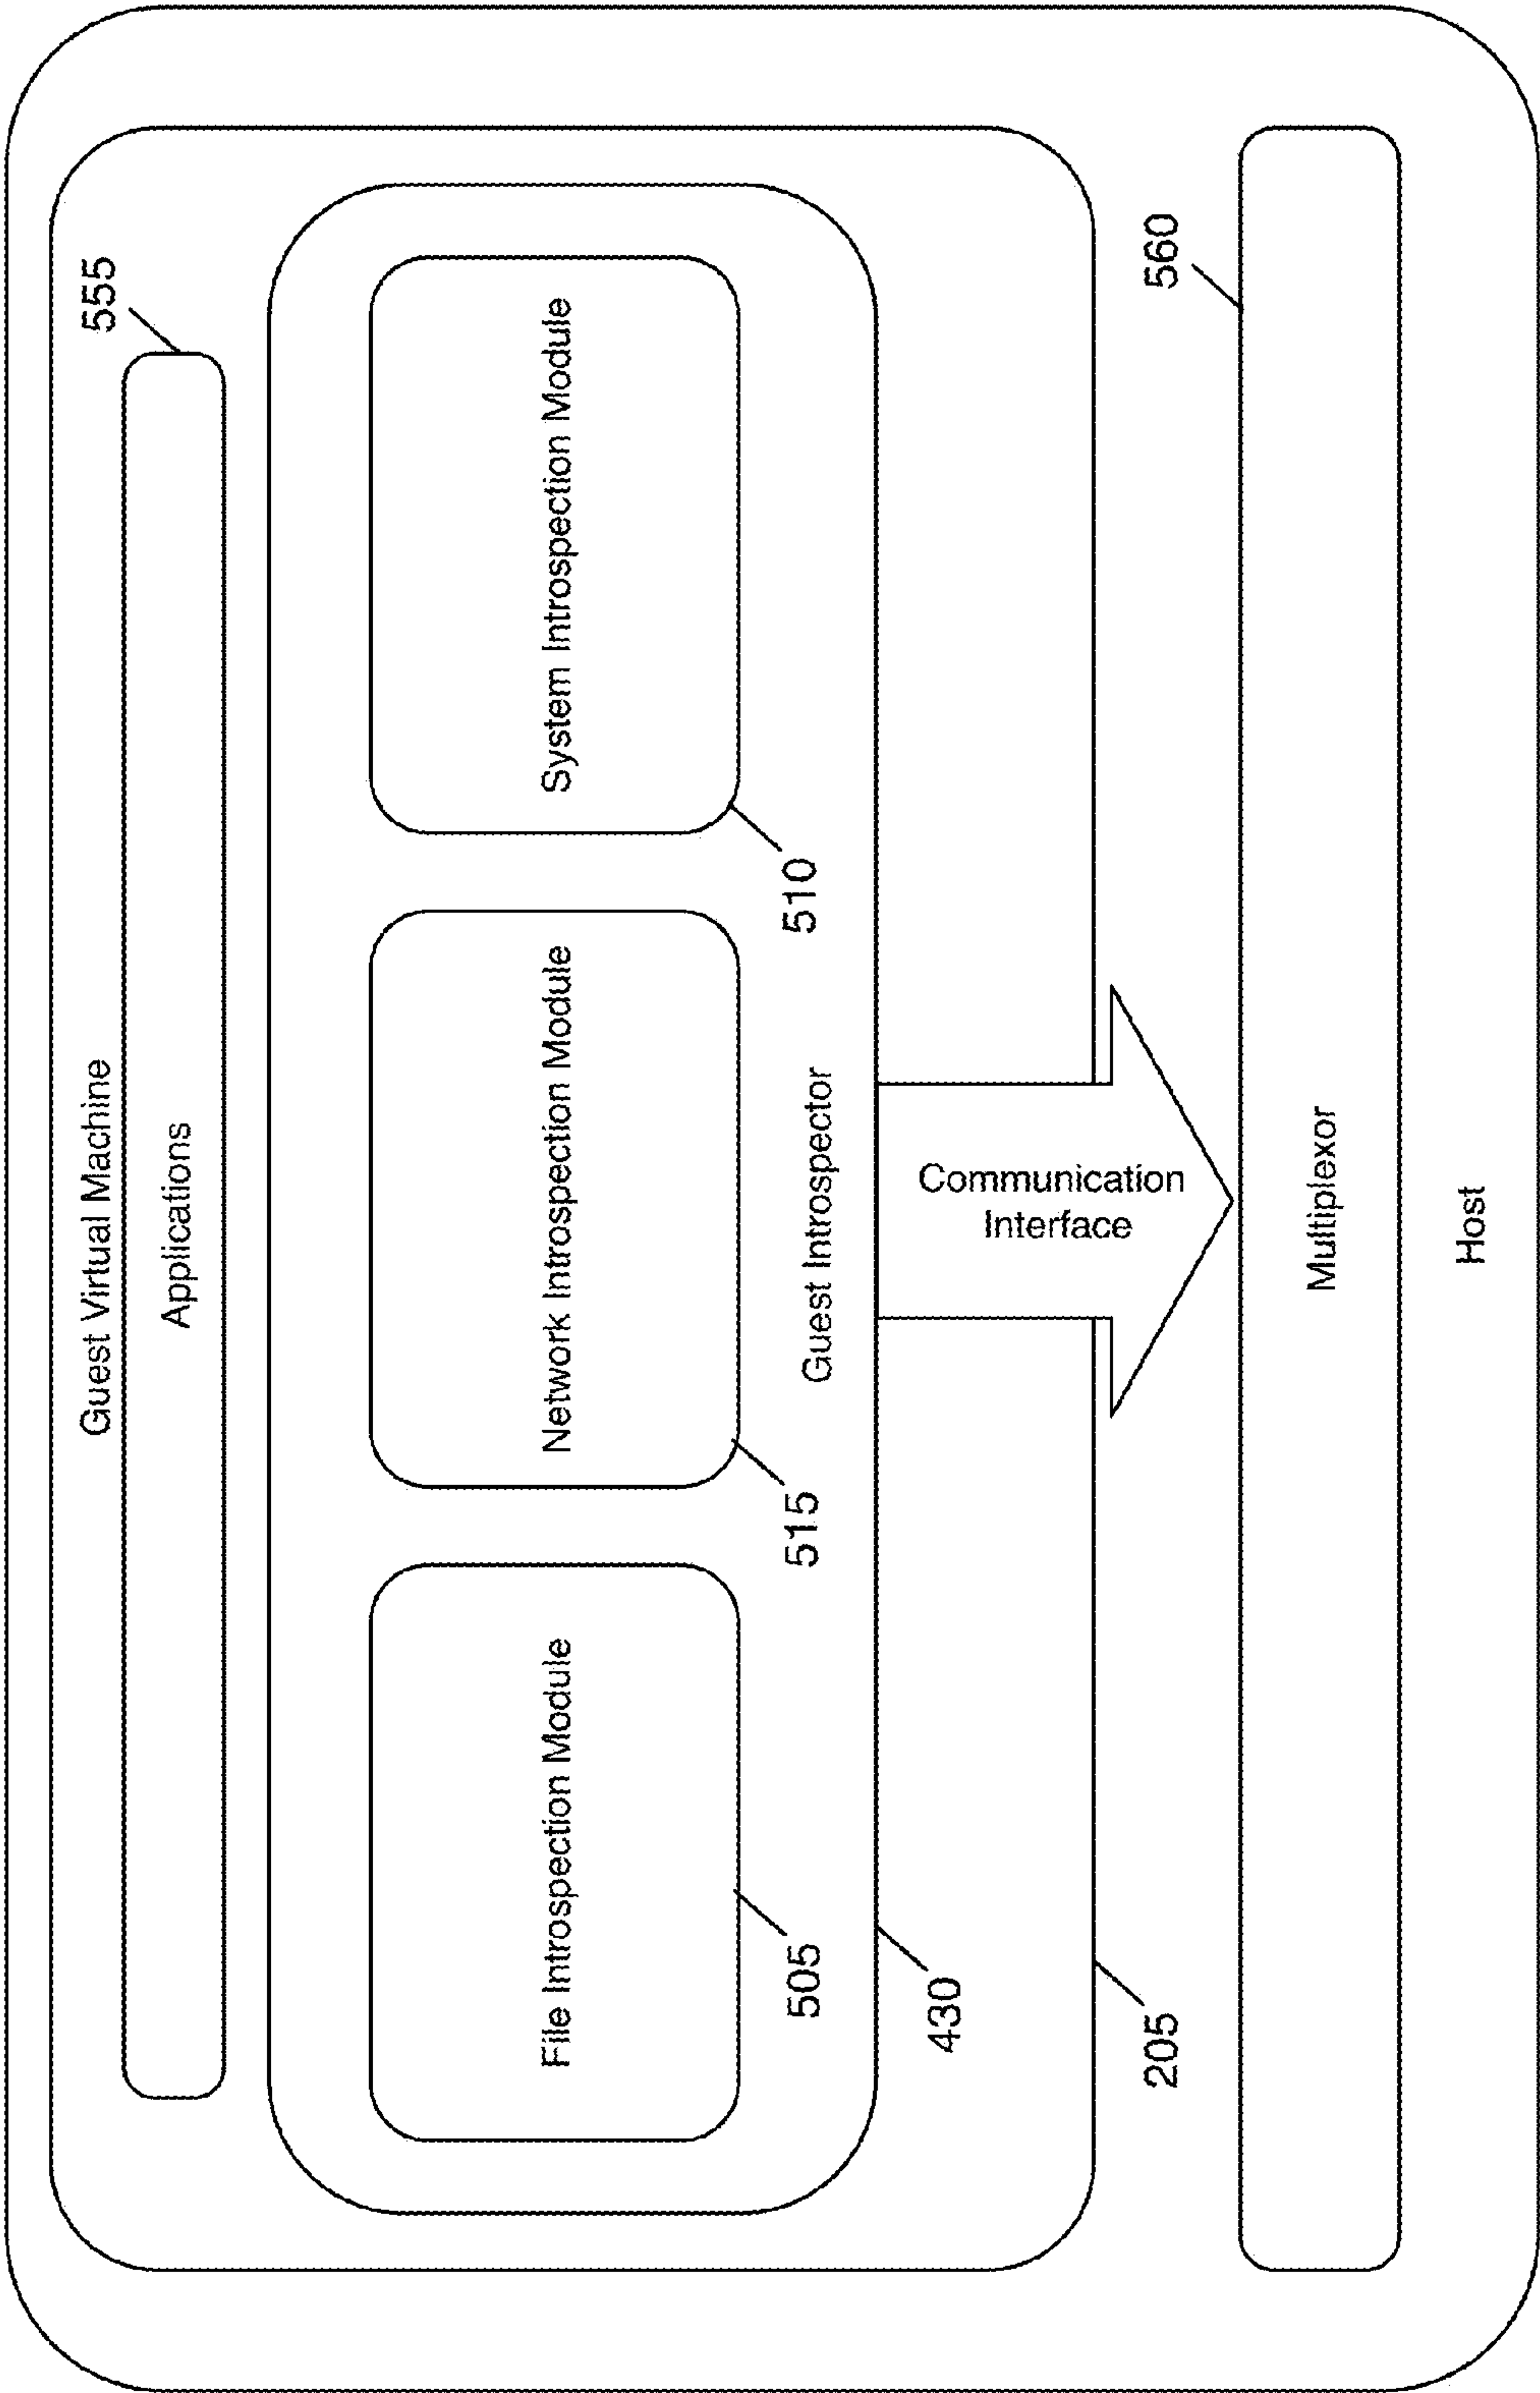 Guest Virtual Machine
555
Applications
File Introspection Module
Network Introspection Module
System Introspection Module
505
515
510
Guest Introspector
430
Communication
Interface
205
560
Multiplexor
Host